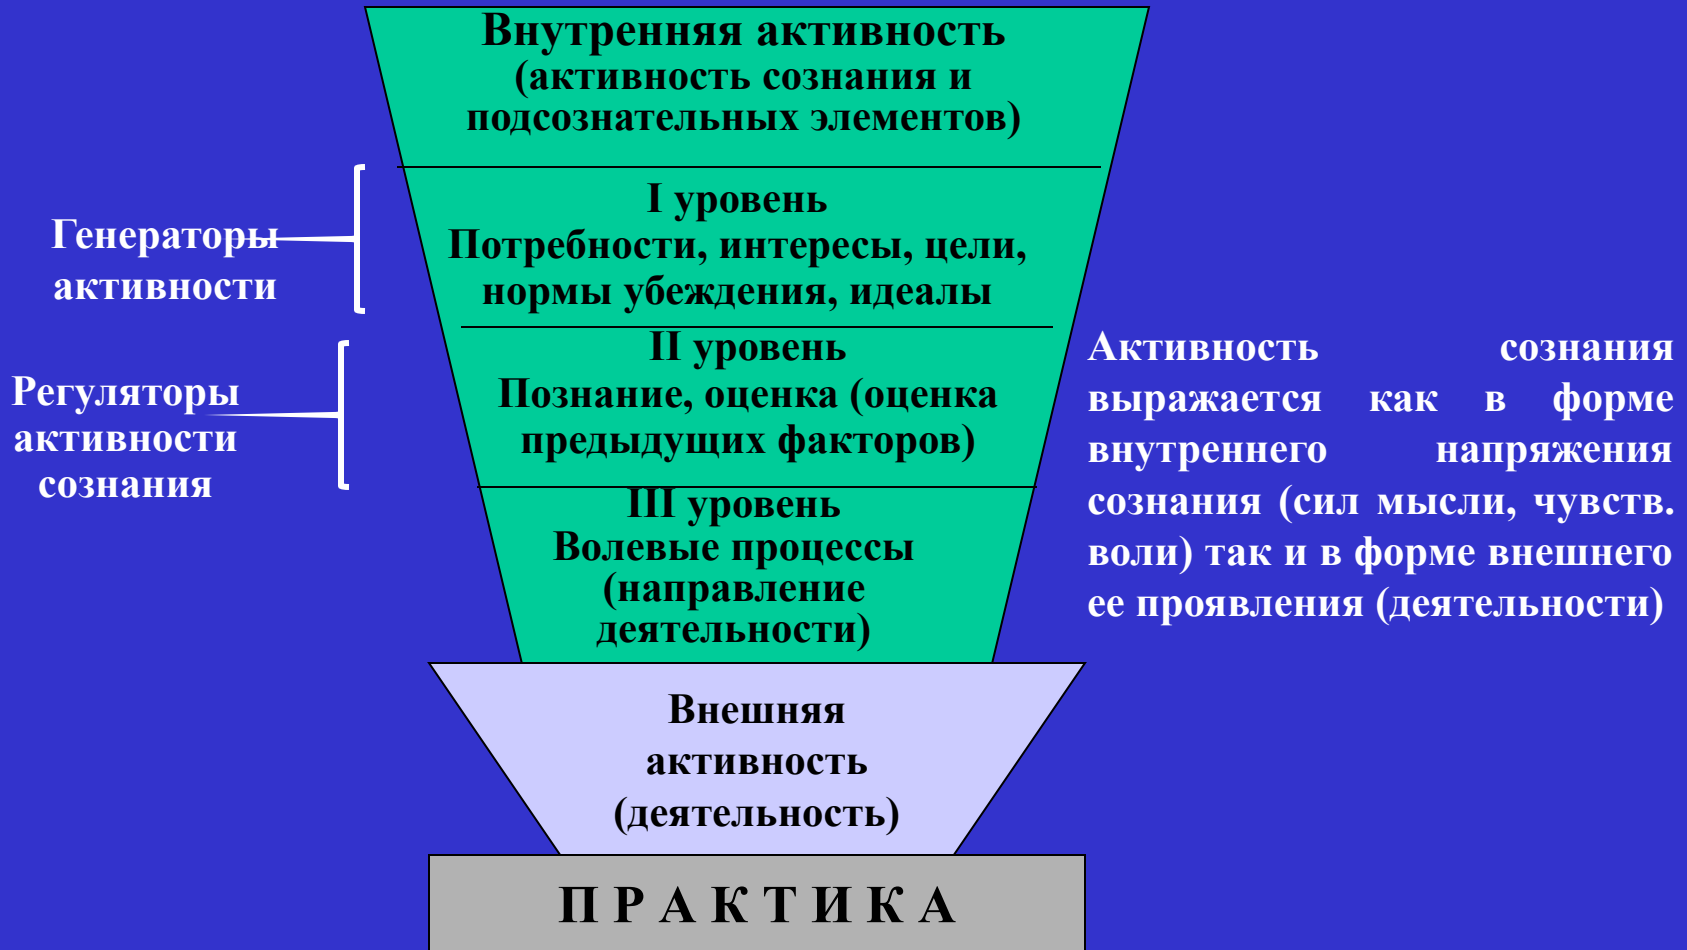 Внутренняя активность
(активность сознания и
подсознательных элементов)
Генераторы
активности
I уровень
Потребности, интересы, цели,
нормы убеждения, идеалы
Регуляторы
активности
сознания
II уровень
Познание, оценка (оценка
предыдущих факторов)
III уровень
Волевые процессы
(направление
деятельности)
Активность сознания
выражается как в форме
внутреннего напряжения
сознания (сил мысли, чувств.
воли) так и в форме внешнего
ее проявления (деятельности)
Внешняя
активность
(деятельность)
П Р А К Т И К А